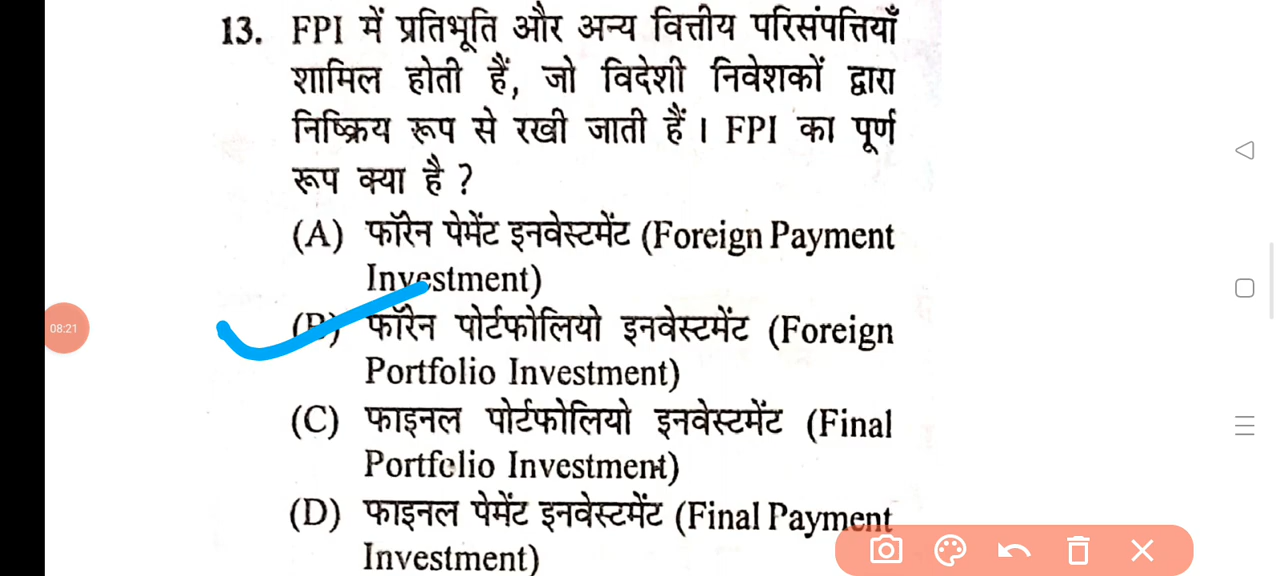 13. FPI में प्रतिभूति और अन्य वित्तीय परिसंपत्तियाँ
शामिल होती हैं, जो विदेशी निवेशकों द्वारा
निष्क्रिय रूप से रखी जाती हैं । FPI का पूर्ण
रूप क्या है ?
(A) फॉरेन पेमेंट इनवेस्टमेंट (Foreign Payment
Investment)
(B) फॉरेन पोर्टफोलियो इनवेस्टमेंट (Foreign
Portfolio Investment)
(C) फाइनल पोर्टफोलियो इनवेस्टमेंट (Final
Portfolio Investment)
(D) फाइनल पेमेंट इनवेस्टमेंट (Final Payment
Investment)
08:21